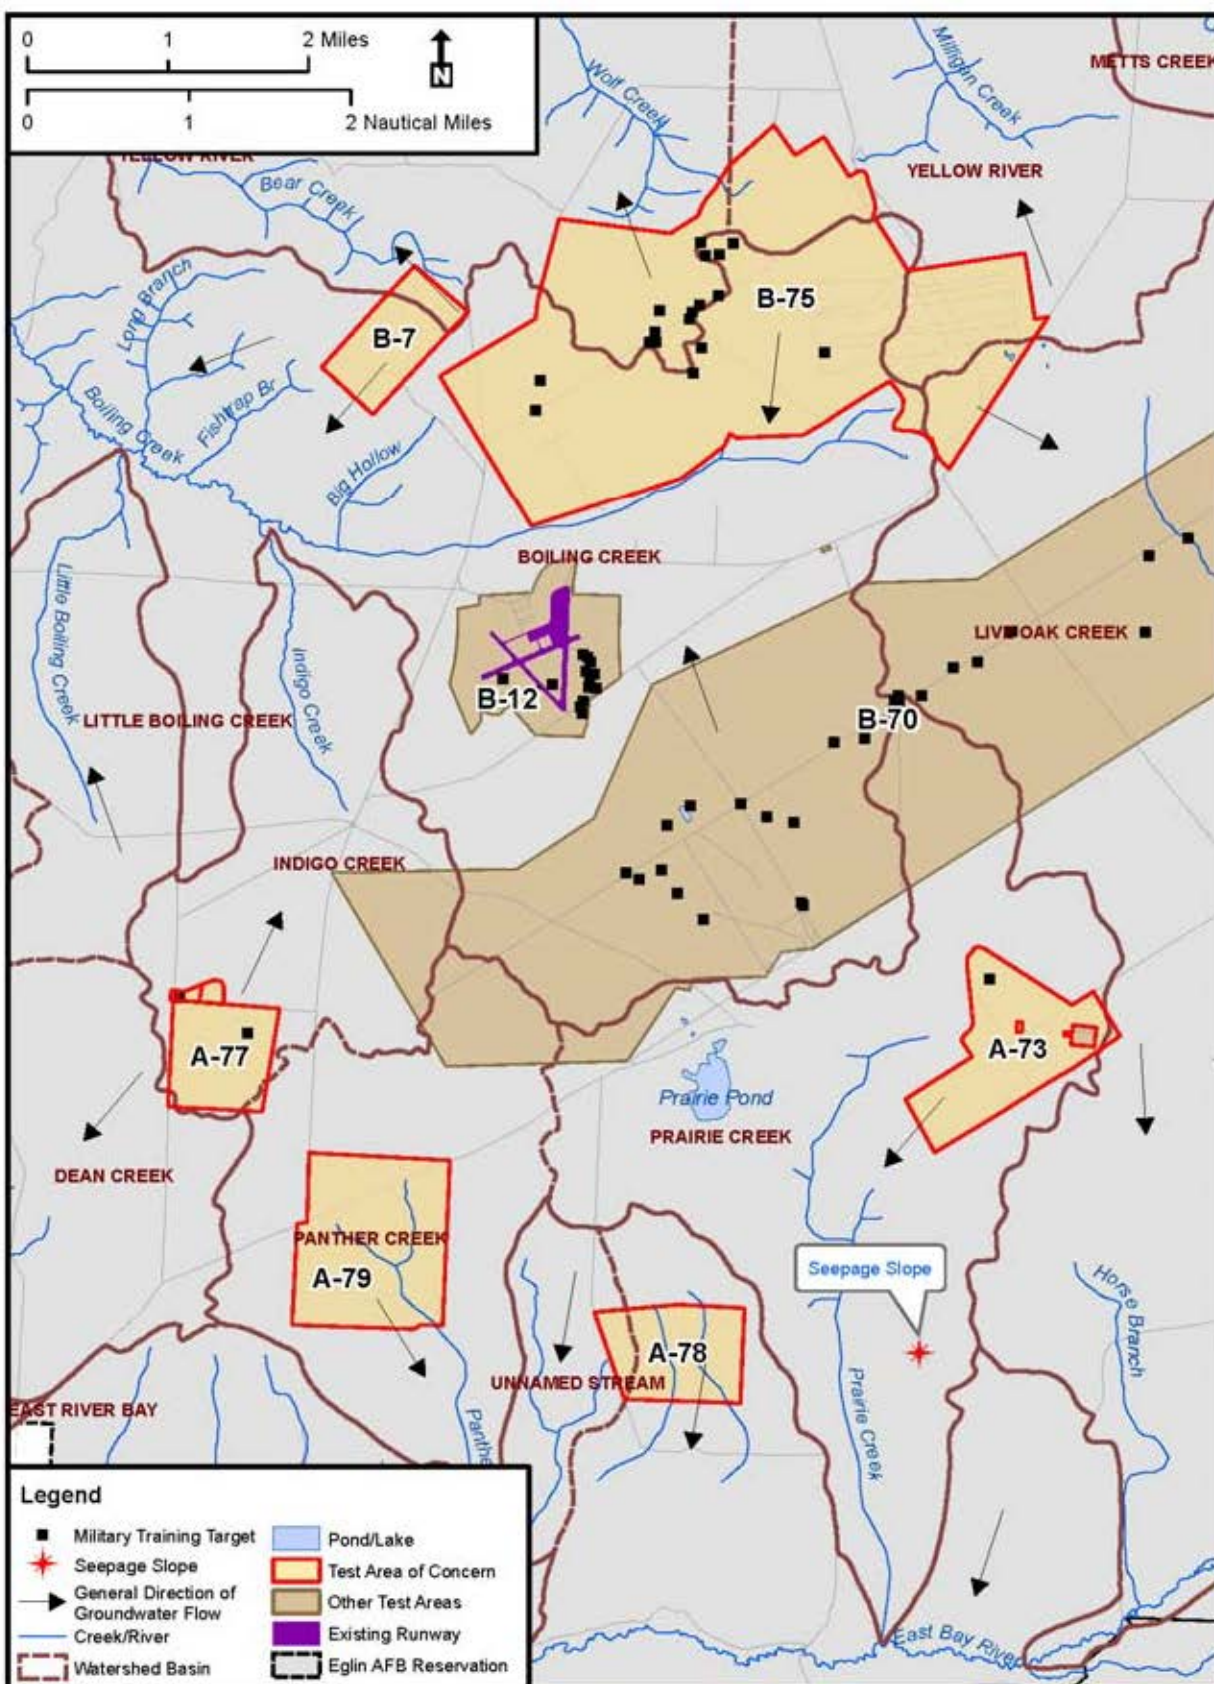 0 1 2 Miles
N
0 1 2 Nautical Miles
METTS CREEK
Wolf Creek
Milligan Creek
YELLOW RIVER
YELLOW RIVER
Bear Creek
Long Branch
B-7
B-75
Boiling Creek
Fishtrap Br
Big Hollow
BOILING CREEK
Little Boiling Creek
Indigo Creek
LIVE OAK CREEK
B-12
LITTLE BOILING CREEK
B-70
INDIGO CREEK
A-77
A-73
Prairie Pond
PRAIRIE CREEK
DEAN CREEK
PANTHER CREEK
A-79
Seepage Slope
Horse Branch
A-78
UNNAMED STREAM
EAST RIVER BAY
Panthe
Prairie Creek
East Bay River
Legend
Military Training Target
Seepage Slope
General Direction of
Groundwater Flow
Creek/River
Watershed Basin
Pond/Lake
Test Area of Concern
Other Test Areas
Existing Runway
Eglin AFB Reservation